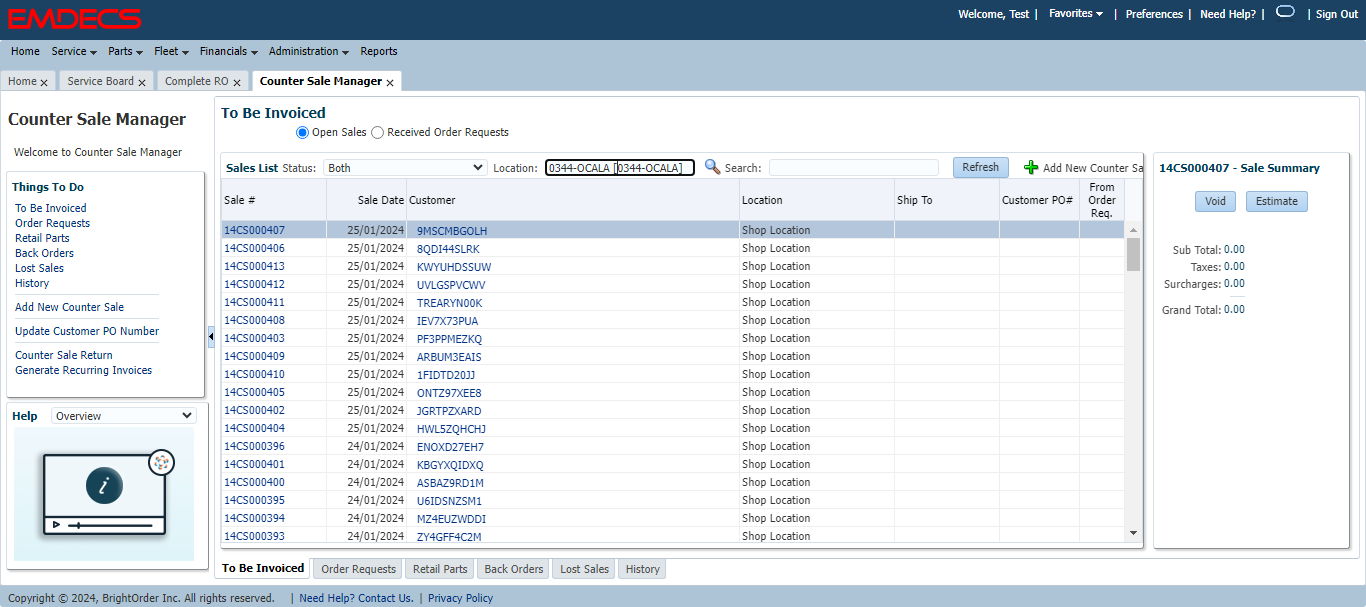 EMDECS
Welcome, Test | Favorites | Preferences | Need Help? | | Sign Out
Home Service Parts Fleet Financials Administration Reports
Home x Service Board x Complete RO x Counter Sale Manager x
Counter Sale Manager
Welcome to Counter Sale Manager
Things To Do
To Be Invoiced
Order Requests
Retail Parts
Back Orders
Lost Sales
History
Add New Counter Sale
Update Customer PO Number
Counter Sale Return
Generate Recurring Invoices
Help Overview
i
To Be Invoiced
Open Sales Received Order Requests
Sales List Status: Both Location: 0344-OCALA [0344-OCALA] Search: Refresh Add New Counter Sa
Sale # Sale Date Customer Location Ship To Customer PO# From Order Req.
14CS000407 25/01/2024 9MSCMBGOLH Shop Location
14CS000406 25/01/2024 8QDI44SLRK Shop Location
14CS000413 25/01/2024 KWYUHDSSUW Shop Location
14CS000412 25/01/2024 UVLGSPVCWV Shop Location
14CS000411 25/01/2024 TREARYN00K Shop Location
14CS000408 25/01/2024 IEV7X73PUA Shop Location
14CS000403 25/01/2024 PF3PPMEZKQ Shop Location
14CS000409 25/01/2024 ARBUM3EAIS Shop Location
14CS000410 25/01/2024 1FIDTD20JJ Shop Location
14CS000405 25/01/2024 ONTZ97XEE8 Shop Location
14CS000402 25/01/2024 JGRTPZXARD Shop Location
14CS000404 25/01/2024 HWL5ZQHCHJ Shop Location
14CS000396 24/01/2024 ENOXD27EH7 Shop Location
14CS000401 24/01/2024 KBGYXQIDXQ Shop Location
14CS000400 24/01/2024 ASBAZ9RD1M Shop Location
14CS000395 24/01/2024 U6IDSNZSM1 Shop Location
14CS000394 24/01/2024 MZ4EUZWDDI Shop Location
14CS000393 24/01/2024 ZY4GFF4C2M Shop Location
14CS000407 - Sale Summary
Void Estimate
Sub Total: 0.00
Taxes: 0.00
Surcharges: 0.00
Grand Total: 0.00
To Be Invoiced Order Requests Retail Parts Back Orders Lost Sales History
Copyright © 2024, BrightOrder Inc. All rights reserved. | Need Help? Contact Us. | Privacy Policy